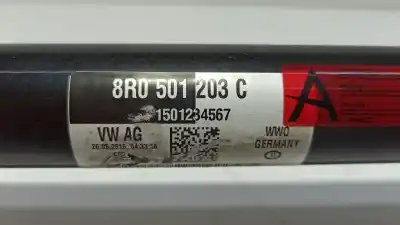 8R0 501 203 C
1501234567
VW AG
WWO
GERMANY
A